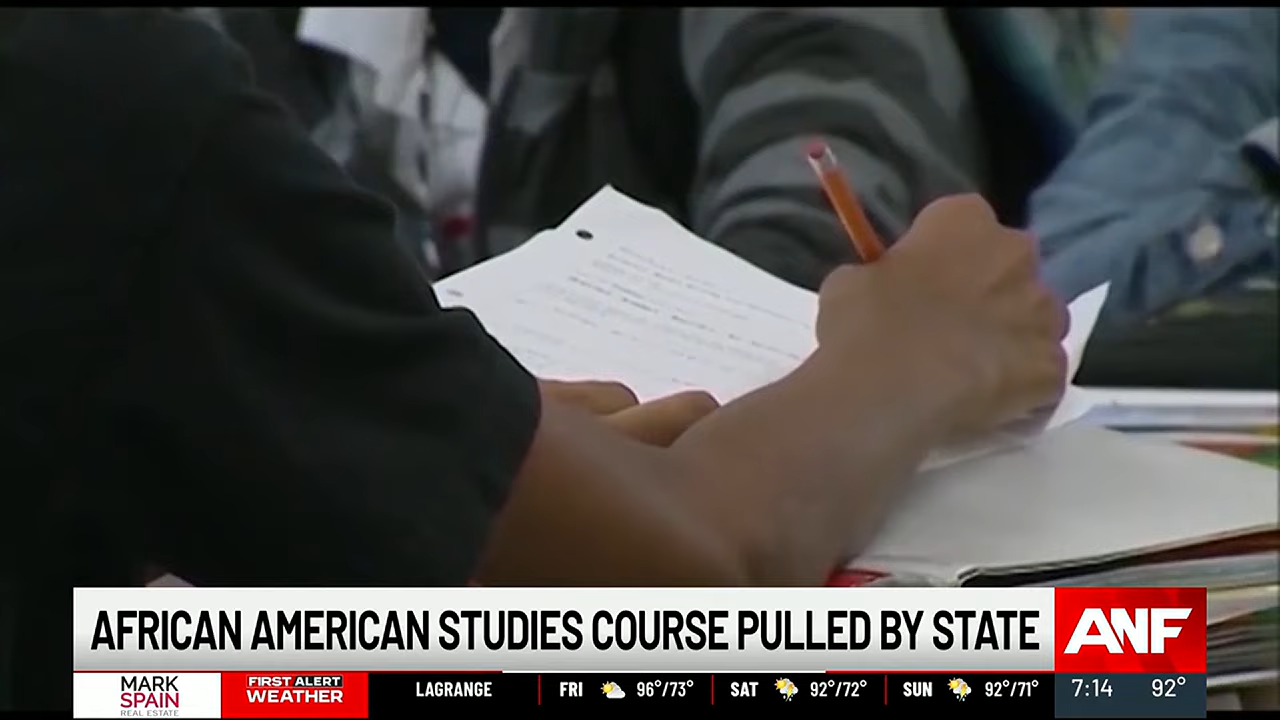 AFRICAN AMERICAN STUDIES COURSE PULLED BY STATE
ANF
MARK SPAIN
REAL ESTATE
FIRST ALERT
WEATHER
LAGRANGE
FRI 96°/73°
SAT 92°/72°
SUN 92°/71°
7:14
92°